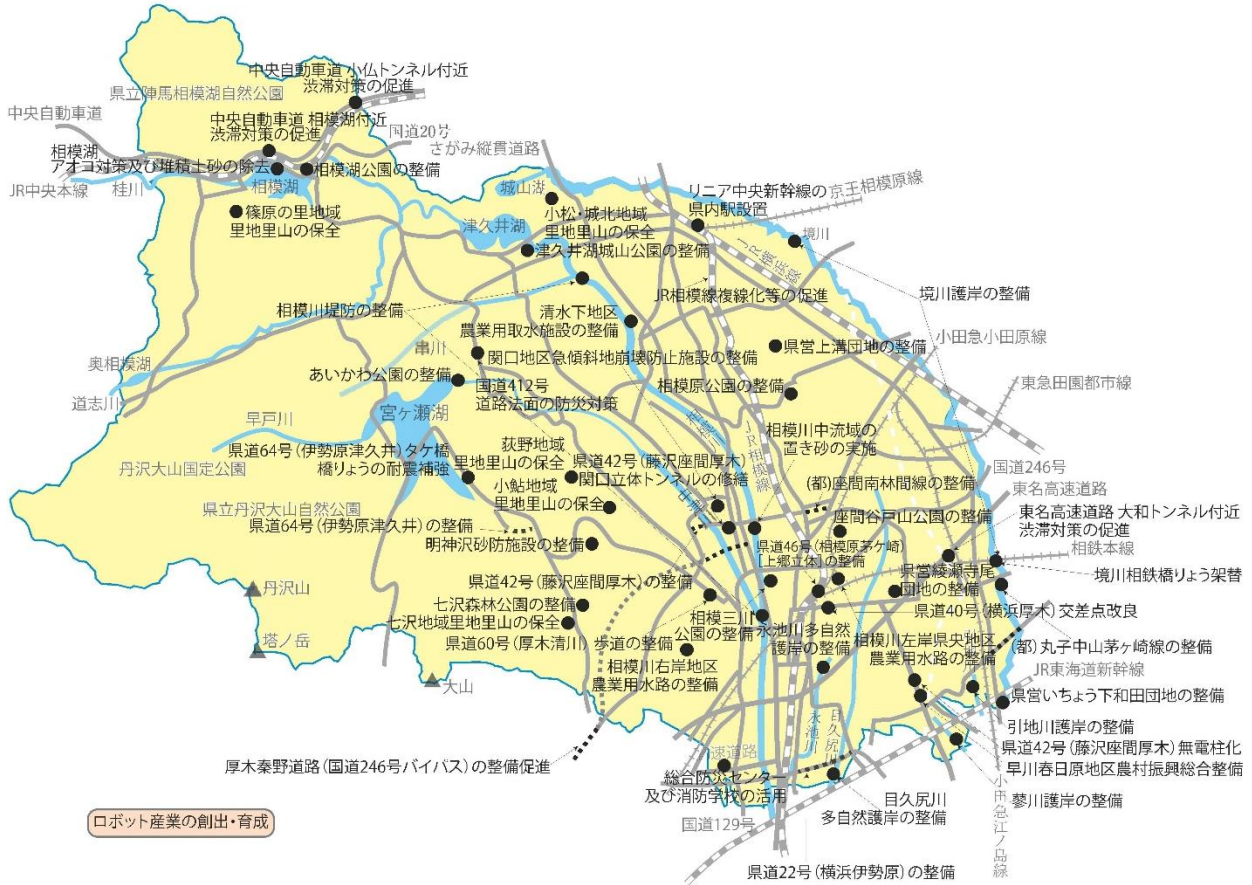 中央自動車道 小仏トンネル付近
渋滞対策の促進
県立陣馬相模湖自然公園
中央自動車道
中央自動車道 相模湖付近
渋滞対策の促進
国道20号
さがみ縦貫道路
相模湖
アオコ対策及び堆積土砂の除去
相模湖公園の整備
JR中央本線
桂川
相模湖
城山湖
リニア中央新幹線の
県内駅設置
京王相模原線
篠原の里地域
里地里山の保全
小松・城北地域
里地里山の保全
津久井湖
津久井湖城山公園の整備
境川
JR横浜線
JR相模線複線化等の促進
境川護岸の整備
相模川堤防の整備
清水下地区
農業用取水施設の整備
小田急小田原線
串川
関口地区急傾斜地崩壊防止施設の整備
県営上溝団地の整備
奥相模湖
あいかわ公園の整備
国道412号
道路法面の防災対策
相模原公園の整備
東急田園都市線
道志川
早戸川
宮ヶ瀬湖
相模川中流域の
置き砂の実施
JR相模線
県道64号(伊勢原津久井)タケ橋
橋りょうの耐震補強
荻野地域
里地里山の保全
県道42号(藤沢座間厚木)
関口立体トンネルの修繕
丹沢大山国定公園
国道246号
小鮎地域
里地里山の保全
(都)座間南林間線の整備
東名高速道路
県立丹沢大山自然公園
県道64号(伊勢原津久井)の整備
座間谷戸山公園の整備
東名高速道路 大和トンネル付近
渋滞対策の促進
明神沢砂防施設の整備
県道46号(相模原茅ケ崎)
[上郷立体]の整備
相鉄本線
県道42号(藤沢座間厚木)の整備
県営綾瀬寺尾
団地の整備
境川相鉄橋りょう架替
丹沢山
七沢森林公園の整備
七沢地域里地里山の保全
相模三川
公園の整備
県道40号(横浜厚木)交差点改良
県道60号(厚木清川)歩道の整備
永池川多自然
護岸の整備
塔ノ岳
相模川右岸地区
農業用水路の整備
相模川左岸県央地区
農業用水路の整備
(都)丸子中山茅ヶ崎線の整備
JR東海道新幹線
大山
県営いちょう下和田団地の整備
目久尻川
永池川
引地川護岸の整備
県道42号(藤沢座間厚木)無電柱化
厚木秦野道路(国道246号バイパス)の整備促進
速道路
総合防災センター
及び消防学校の活用
早川春日原地区農村振興総合整備
目久尻川
多自然護岸の整備
蓼川護岸の整備
ロボット産業の創出・育成
国道129号
小田急江ノ島線
県道22号(横浜伊勢原)の整備